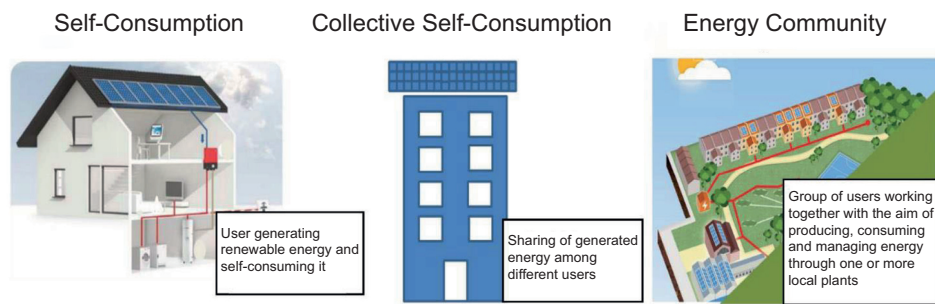 Self-Consumption
Collective Self-Consumption
Energy Community
User generating
renewable energy and
self-consuming it
Sharing of generated
energy among
different users
Group of users working
together with the aim of
producing, consuming
and managing energy
through one or more
local plants